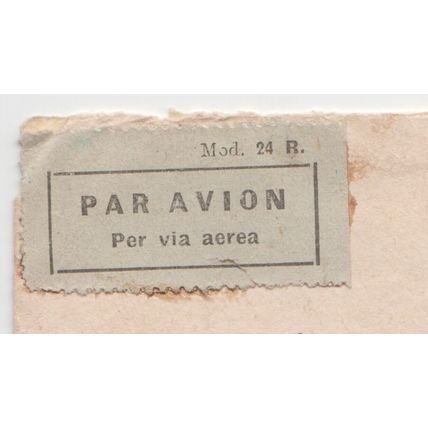 Mod. 24 R.
PAR AVION
Per via aerea